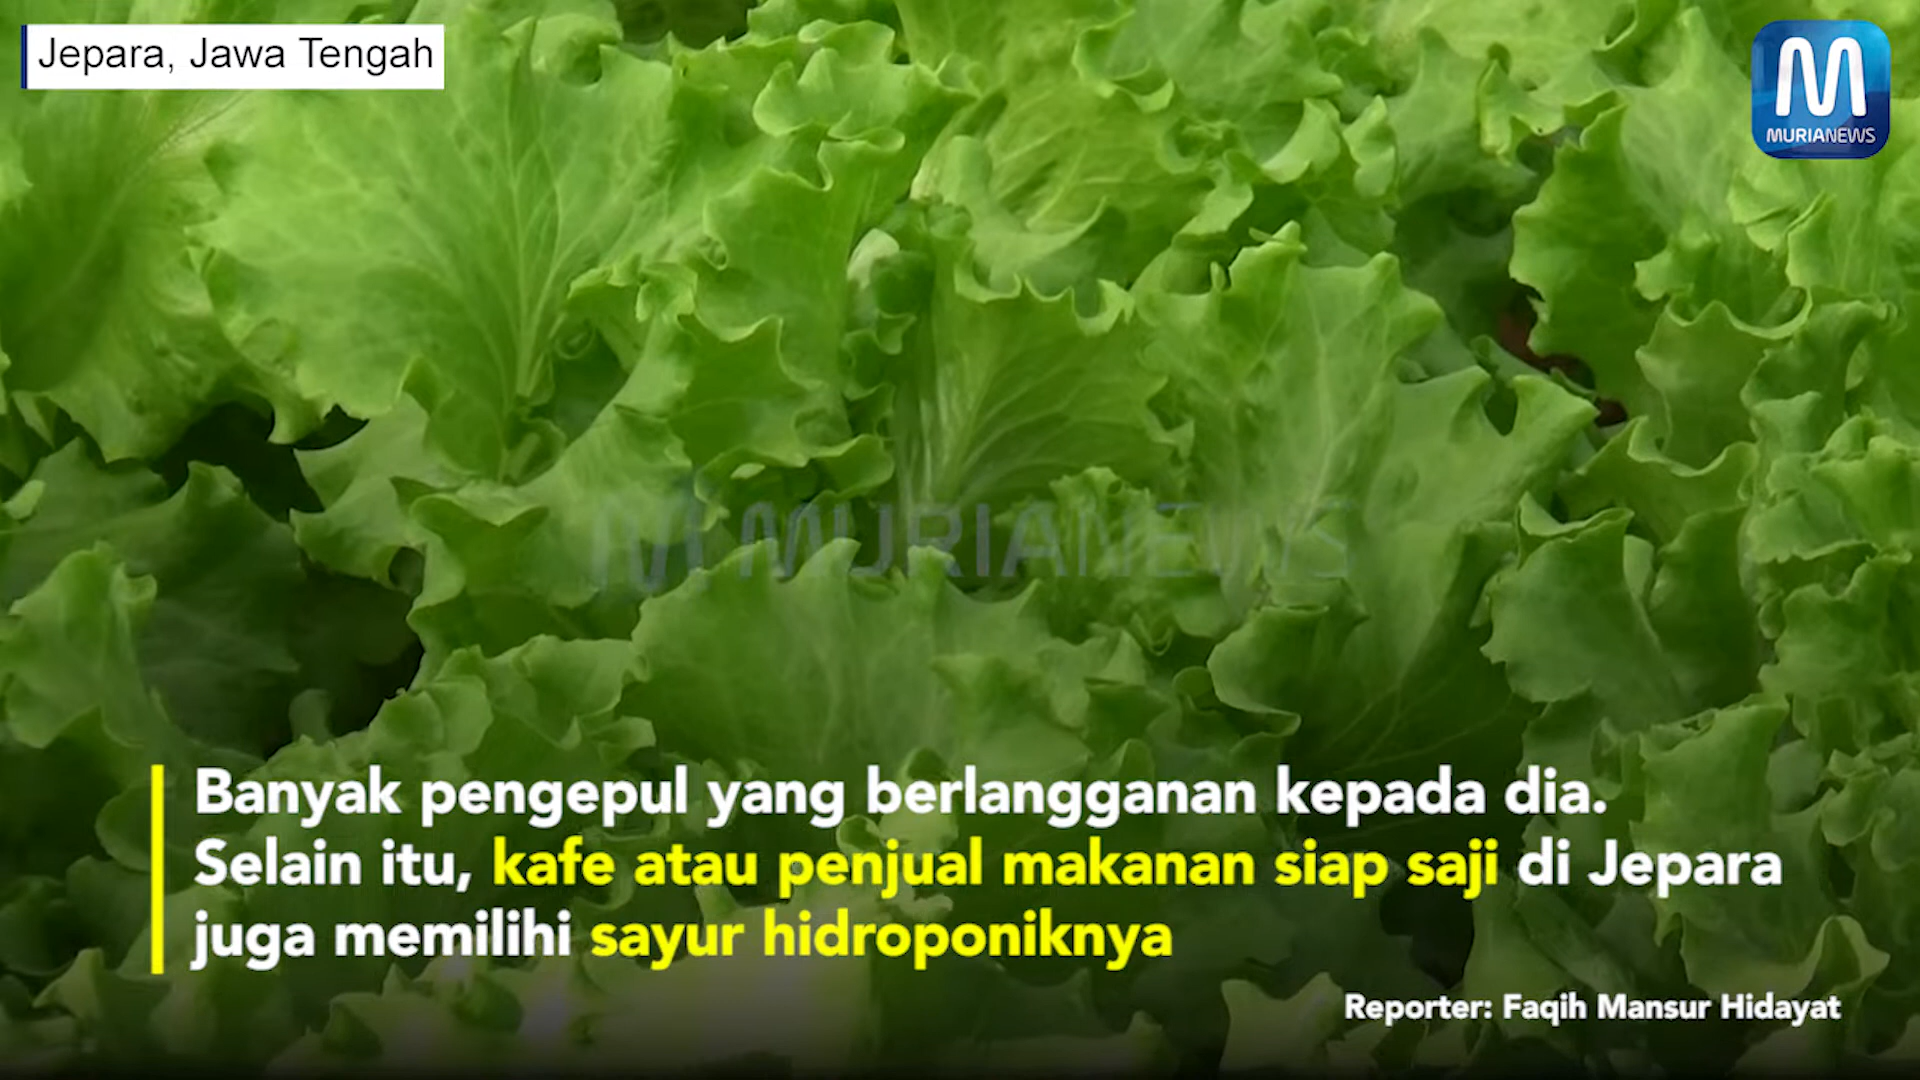 Jepara, Jawa Tengah
M
MURIANEWS
MURIANEWS
Banyak pengepul yang berlangganan kepada dia.
Selain itu, kafe atau penjual makanan siap saji di Jepara
juga memilihi sayur hidroponiknya
Reporter: Faqih Mansur Hidayat